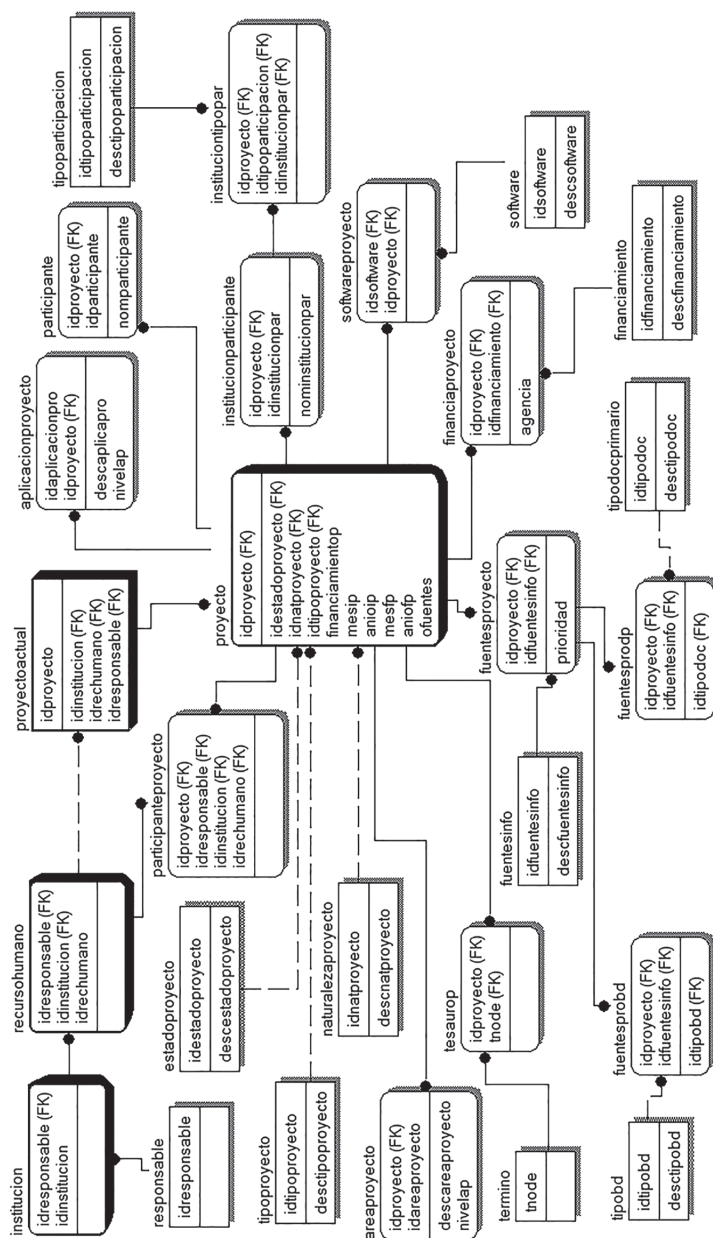 institucion
idresponsable (FK)
idinstitucion
responsable
idresponsable
recursohumano
idresponsable (FK)
idinstitucion (FK)
idrechumano
proyectoactual
idproyecto
idinstitucion (FK)
idrechumano (FK)
idresponsable (FK)
aplicacionproyecto
idaplicacionpro
idproyecto (FK)
descaplicapro
nivelap
participante
idproyecto (FK)
idparticipante
nomparticipante
tipoparticipacion
idtipoparticipacion
desctipoparticipacion
participanteproyecto
idproyecto (FK)
idresponsable (FK)
idinstitucion (FK)
idrechumano (FK)
estadoproyecto
idestadoproyecto
descestadoproyecto
tipoproyecto
idtipoproyecto
desctipoproyecto
naturalezaproyecto
idnatproyecto
descnatproyecto
proyecto
idproyecto (FK)
idestadoproyecto (FK)
idnatproyecto (FK)
idtipoproyecto (FK)
financiamientop
mesip
anioip
mesfp
aniofp
ofuentes
institucionparticipante
idproyecto (FK)
idinstitucionpar
nominstitucionpar
instituciontipopar
idproyecto (FK)
idtipoparticipacion (FK)
idinstitucionpar (FK)
areaproyecto
idproyecto (FK)
idareaproyecto
descareaproyecto
nivelap
tesaurop
idproyecto (FK)
tnode (FK)
termino
tnode
softwareproyecto
idsoftware (FK)
idproyecto (FK)
software
idsoftware
descsoftware
financiaproyecto
idproyecto (FK)
idfinanciamiento (FK)
agencia
financiamiento
idfinanciamiento
descfinanciamiento
fuentesproyecto
idproyecto (FK)
idfuentesinfo (FK)
prioridad
fuentesinfo
idfuentesinfo
descfuentesinfo
tipodocprimario
idtipodoc
desctipodoc
fuentesprodp
idproyecto (FK)
idfuentesinfo (FK)
idtipodoc (FK)
fuentesprobd
idproyecto (FK)
idfuentesinfo (FK)
idtipobd (FK)
tipobd
idtipobd
desctipobd